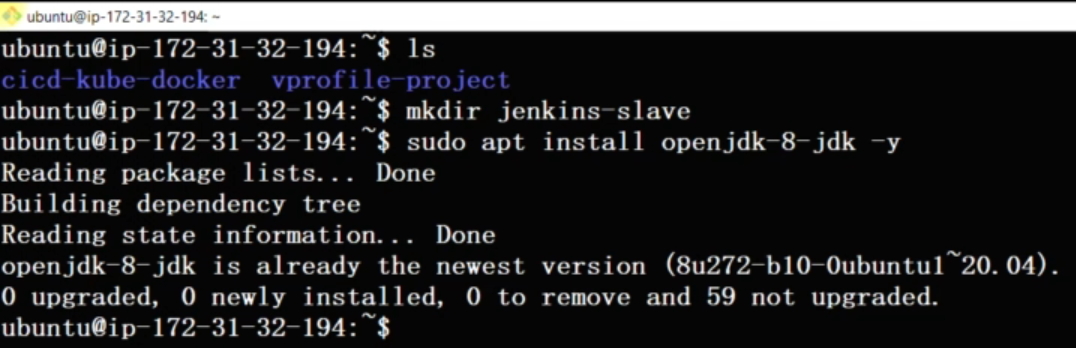 ubuntu@ip-172-31-32-194: ~
ubuntu@ip-172-31-32-194:~$ ls
cicd-kube-docker  vprofile-project
ubuntu@ip-172-31-32-194:~$ mkdir jenkins-slave
ubuntu@ip-172-31-32-194:~$ sudo apt install openjdk-8-jdk -y
Reading package lists... Done
Building dependency tree
Reading state information... Done
openjdk-8-jdk is already the newest version (8u272-b10-0ubuntu1~20.04).
0 upgraded, 0 newly installed, 0 to remove and 59 not upgraded.
ubuntu@ip-172-31-32-194:~$